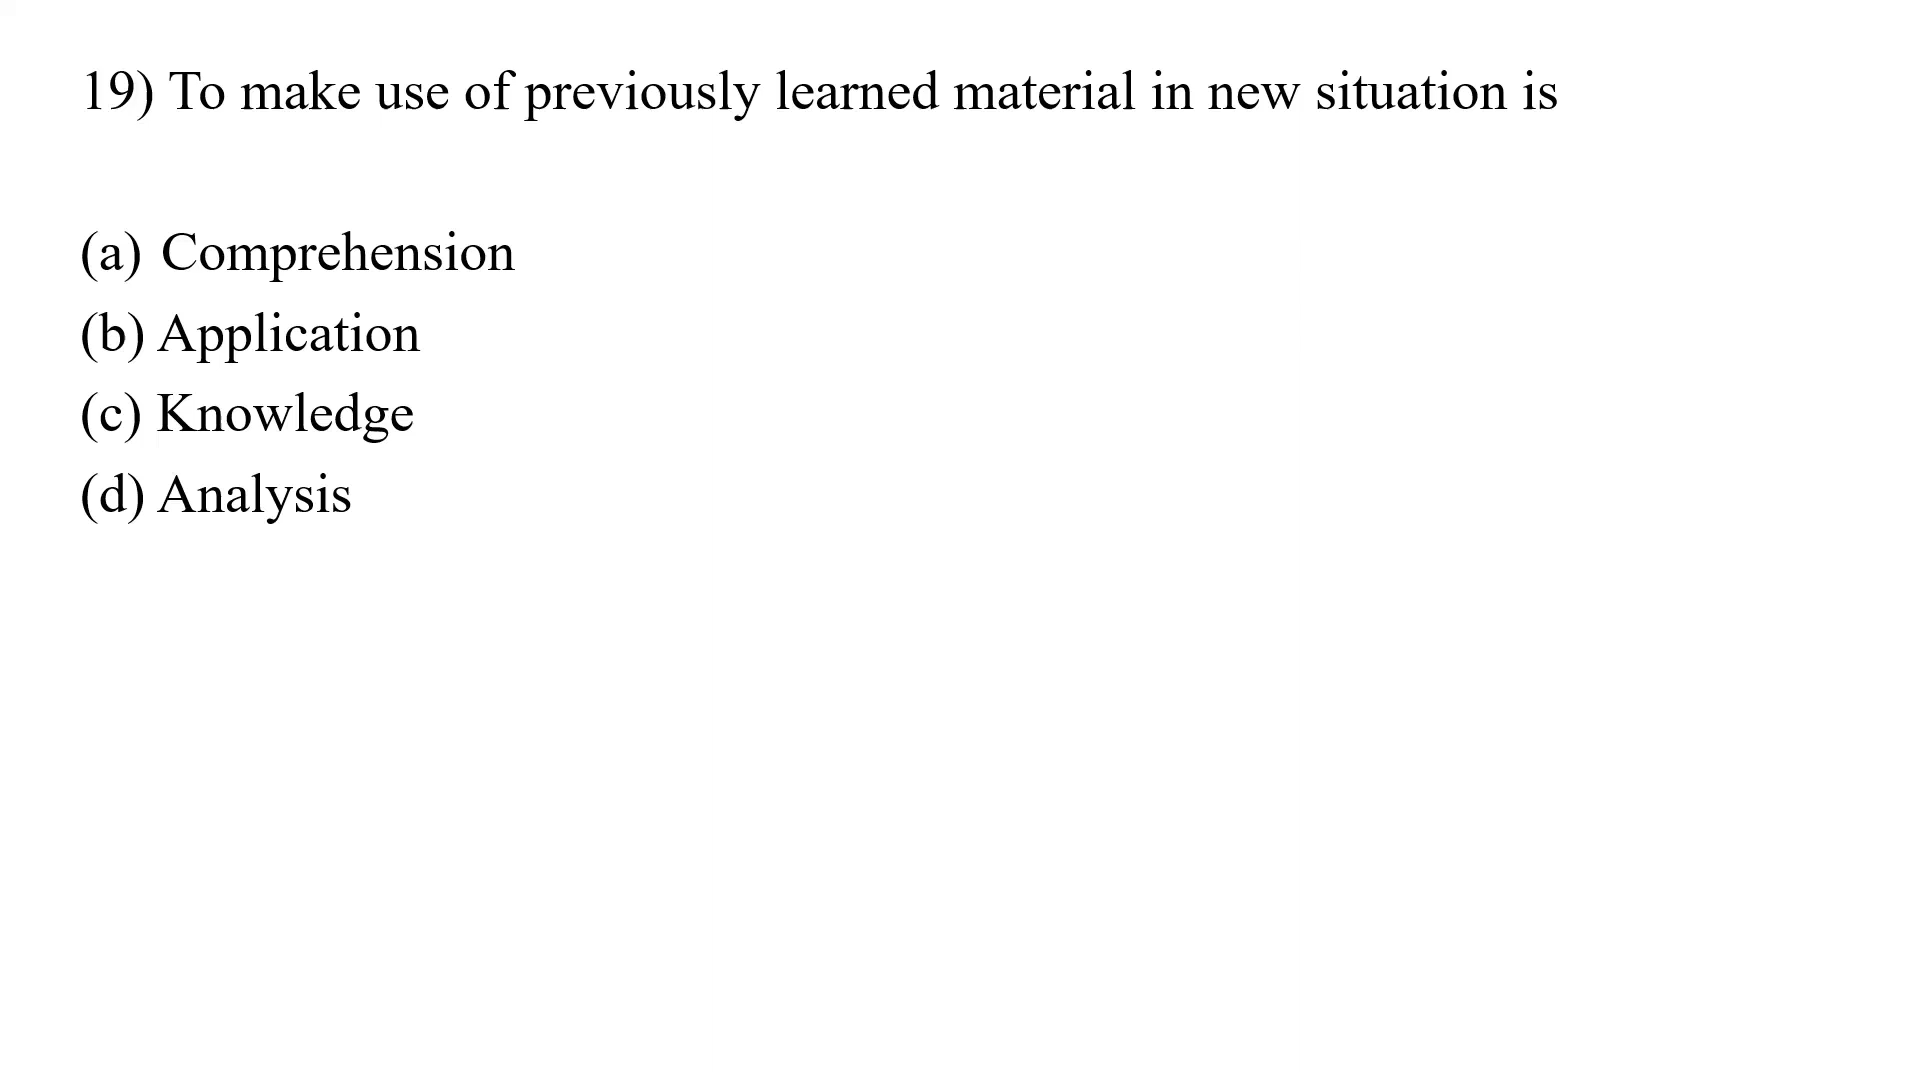 19) To make use of previously learned material in new situation is
(a) Comprehension
(b) Application
(c) Knowledge
(d) Analysis